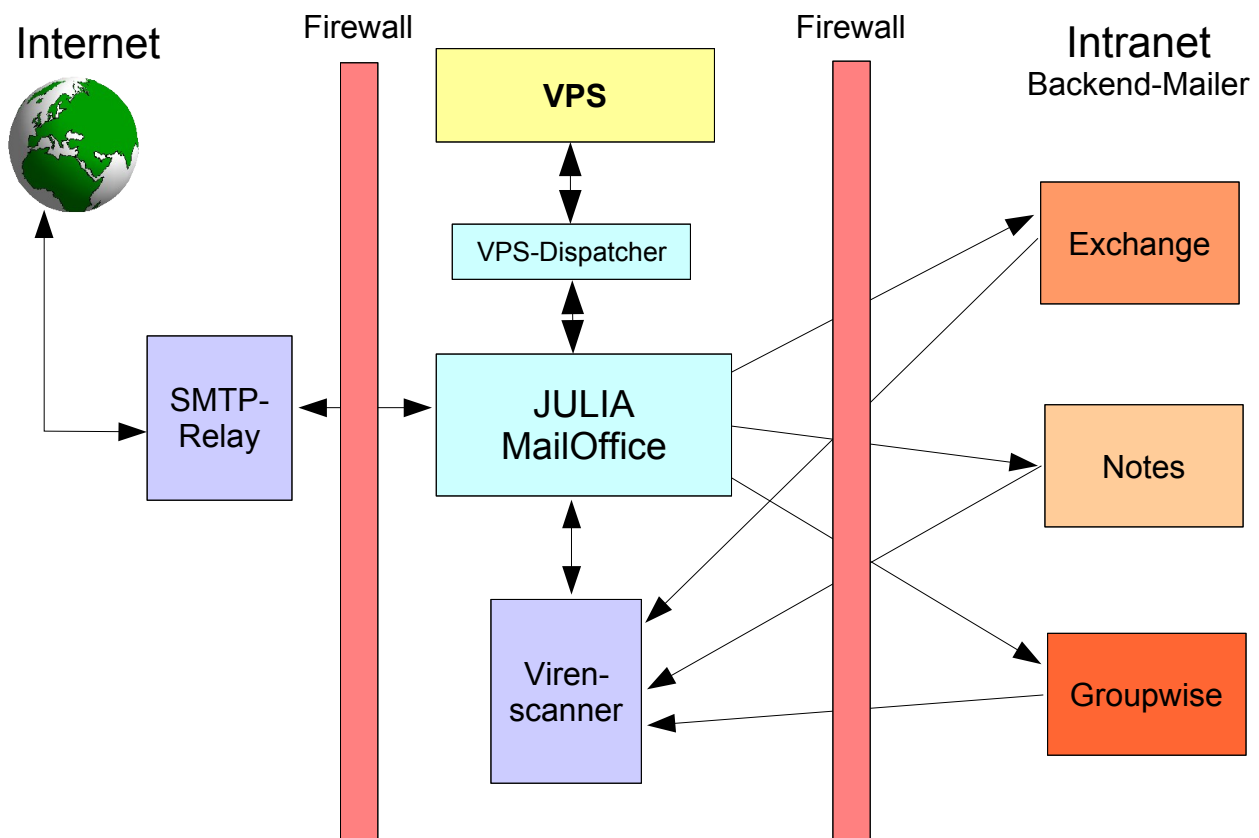 Internet
Firewall
Firewall
Intranet
Backend-Mailer
VPS
VPS-Dispatcher
Exchange
SMTP-
Relay
JULIA
MailOffice
Notes
Viren-
scanner
Groupwise